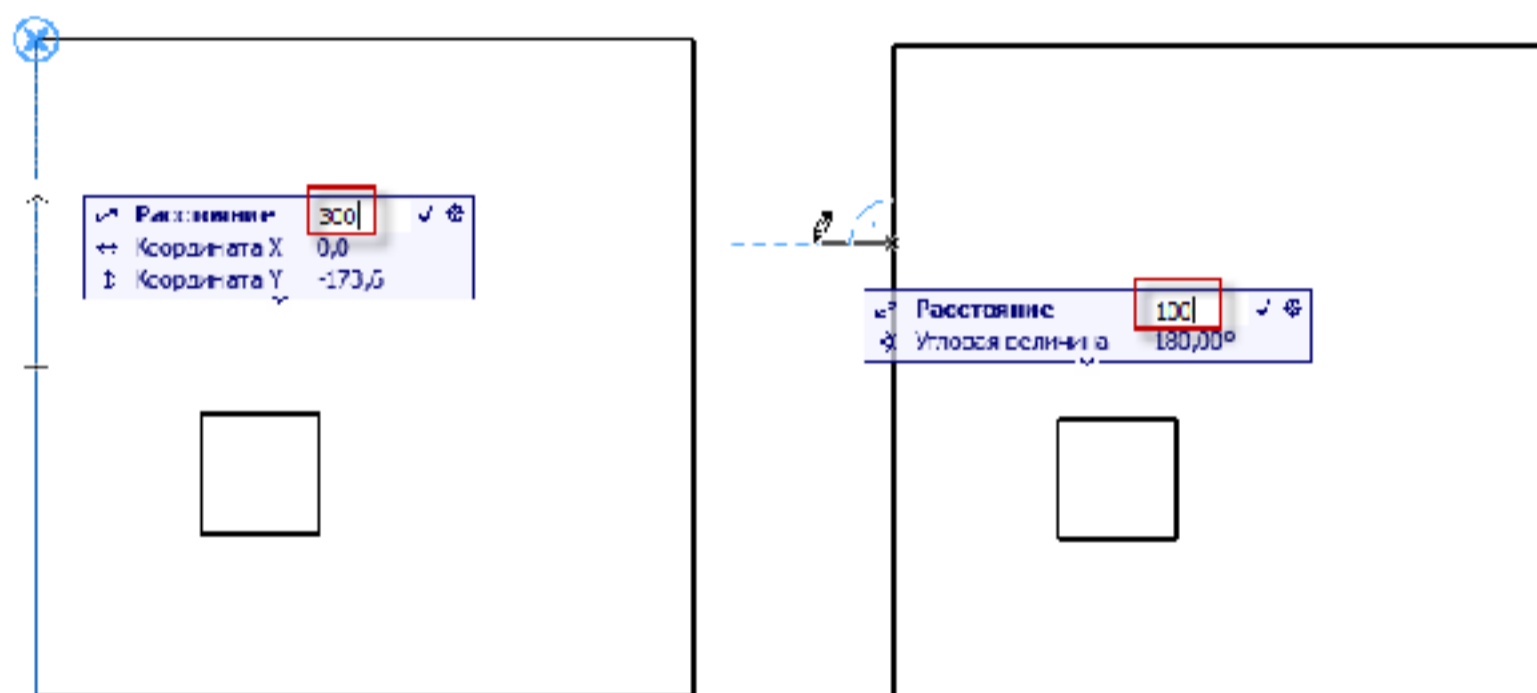 Расстояние 300
Координата X 0,0
Координата Y -173,6
Расстояние 100
Угловая величина 180,00°